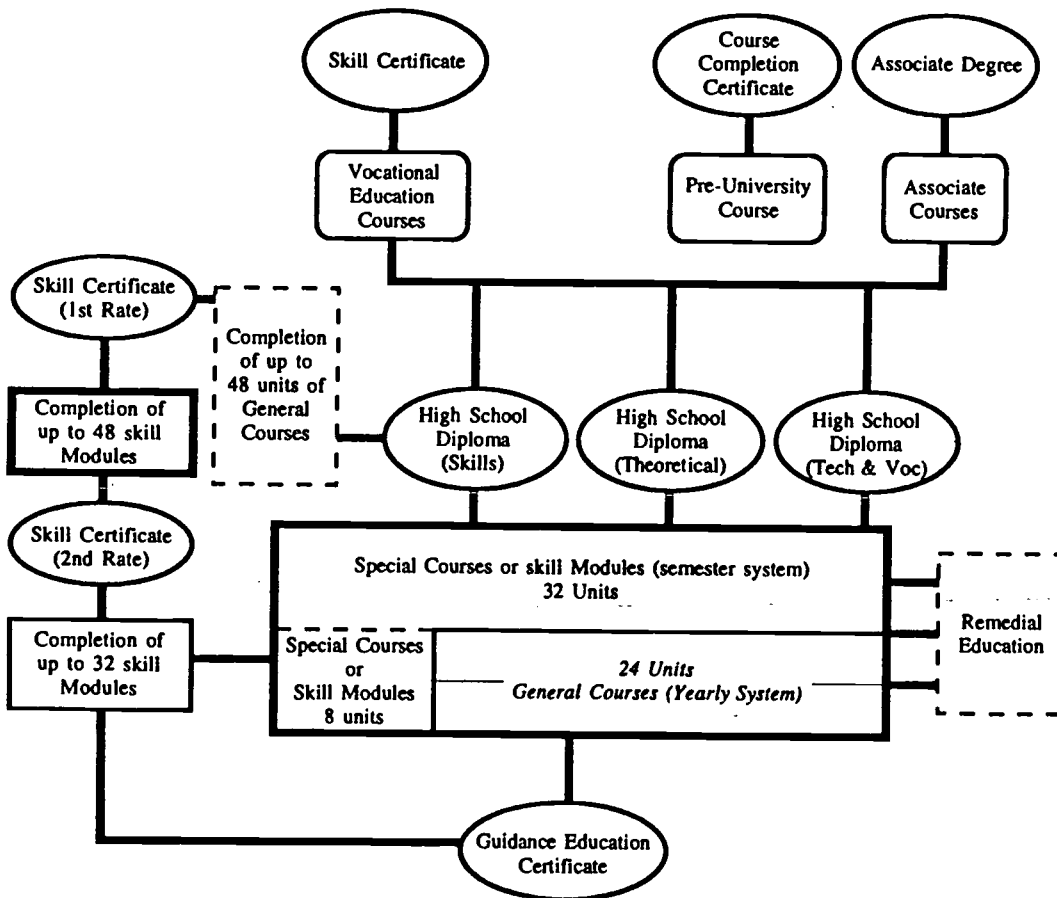 Skill Certificate
Course
Completion
Certificate
Associate Degree
Vocational
Education
Courses
Pre-University
Course
Associate
Courses
Skill Certificate
(1st Rate)
Completion
of up to
48 units of
General
Courses
Completion of
up to 48 skill
Modules
High School
Diploma
(Skills)
High School
Diploma
(Theoretical)
High School
Diploma
(Tech & Voc)
Skill Certificate
(2nd Rate)
Special Courses or skill Modules (semester system)
32 Units
Remedial
Education
Completion of
up to 32 skill
Modules
Special Courses
or
Skill Modules
8 units
24 Units
General Courses (Yearly System)
Guidance Education
Certificate